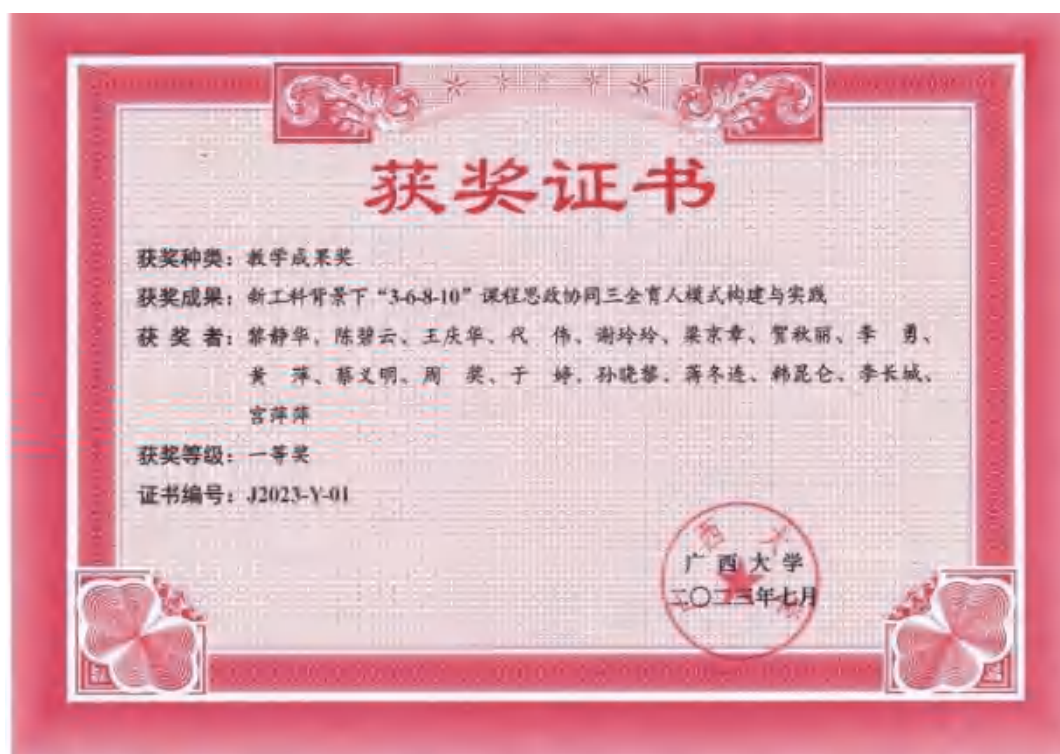 获奖证书
获奖种类：教学成果奖
获奖成果：新工科背景下“3-6-8-10”课程思政协同三全育人模式构建与实践
获 奖 者：黎静华、陈碧云、王庆华、代　伟、谢玲玲、梁京章、贺秋丽、李　勇、
黄　萍、蔡义明、周　奖、于　婷、孙晓黎、蒋冬连、韩昆仑、李长城、
宫萍萍
获奖等级：一等奖
证书编号：J2023-Y-01
广西大学
二〇二三年七月